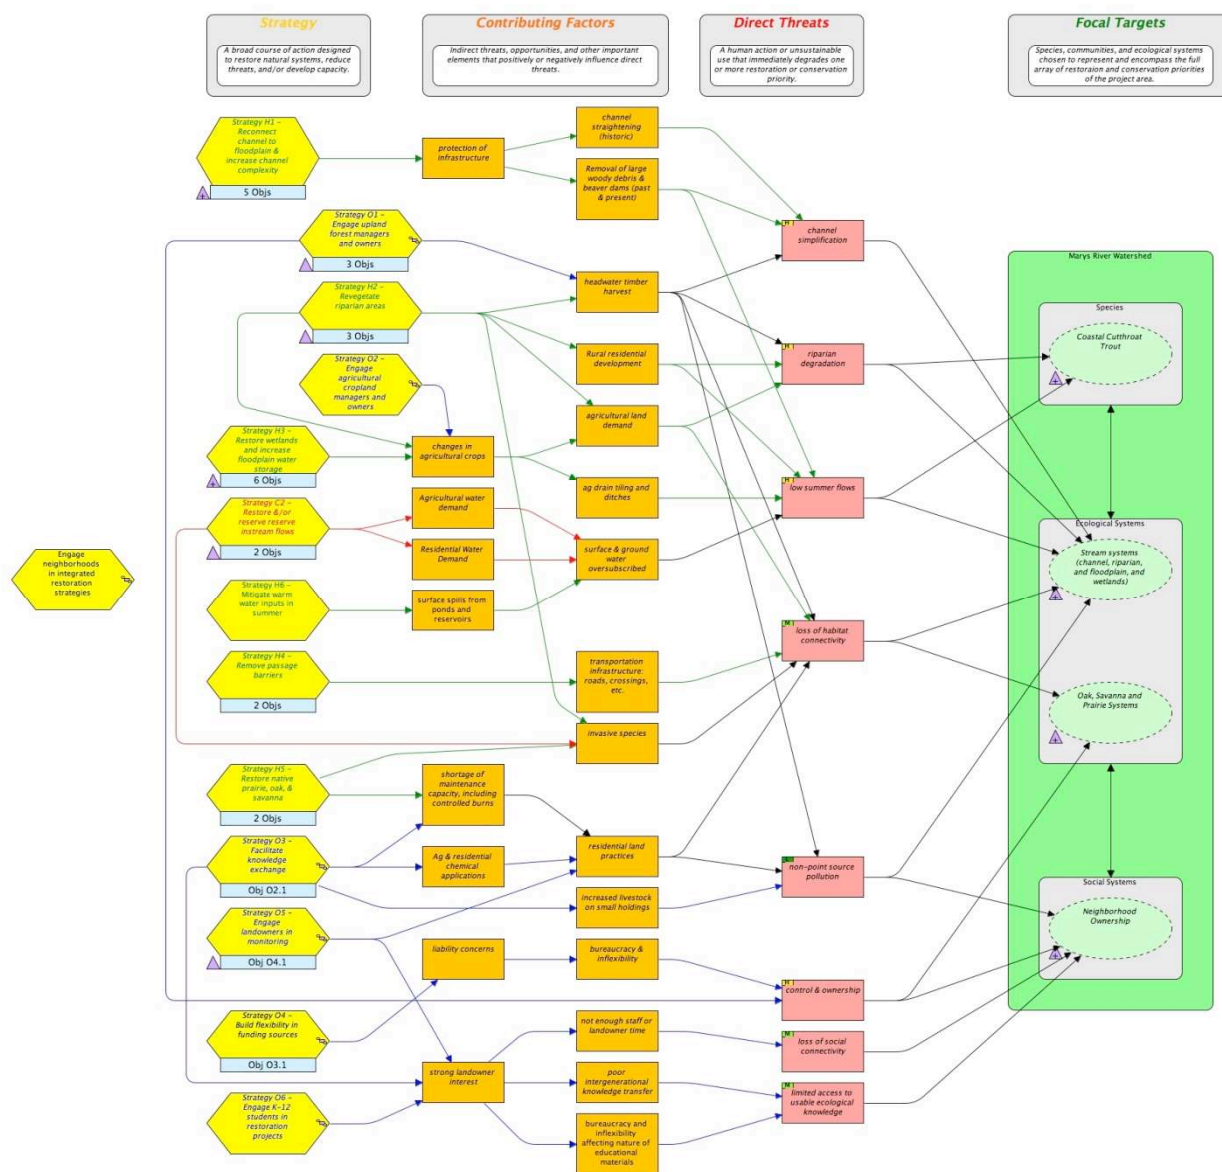 Strategy
A broad course of action designed
to restore natural systems, reduce
threats, and/or develop capacity.
Contributing Factors
Indirect threats, opportunities, and other important
elements that positively or negatively influence direct
threats.
Direct Threats
A human action or unsustainable
use that immediately degrades one
or more restoration or conservation
priority.
Focal Targets
Species, communities, and ecological systems
chosen to represent and encompass the full
array of restoraion and conservation priorities
of the project area.
Engage
neighborhoods
in integrated
restoration
strategies
Strategy H1 -
Reconnect
channel to
floodplain &
increase channel
complexity
5 Objs
Strategy O1 -
Engage upland
forest managers
and owners
3 Objs
Strategy H2 -
Revegetate
riparian areas
3 Objs
Strategy O2 -
Engage
agricultural
cropland
managers and
owners
Strategy H3 -
Restore wetlands
and increase
floodplain water
storage
6 Objs
Strategy C2 -
Restore &/or
reserve reserve
instream flows
2 Objs
Strategy H6 -
Mitigate warm
water inputs in
summer
Strategy H4 -
Remove passage
barriers
2 Objs
Strategy H5 -
Restore native
prairie, oak, &
savanna
2 Objs
Strategy O3 -
Facilitate
knowledge
exchange
Obj O2.1
Strategy O5 -
Engage
landowners in
monitoring
Obj O4.1
Strategy O4 -
Build flexibility in
funding sources
Obj O3.1
Strategy O6 -
Engage K-12
students in
restoration
projects
protection of
infrastructure
changes in
agricultural crops
Agricultural water
demand
Residential Water
Demand
surface spills from
ponds and
reservoirs
shortage of
maintenance
capacity, including
controlled burns
Ag & residential
chemical
applications
liability concerns
strong landowner
interest
channel
straightening
(historic)
Removal of large
woody debris &
beaver dams (past
& present)
headwater timber
harvest
Rural residential
development
agricultural land
demand
ag drain tiling and
ditches
surface & ground
water
oversubscribed
transportation
infrastructure:
roads, crossings,
etc.
invasive species
residential land
practices
increased livestock
on small holdings
bureaucracy &
inflexibility
not enough staff or
landowner time
poor
intergenerational
knowledge transfer
bureaucracy and
inflexibility
affecting nature of
educational
materials
H
channel
simplification
H
riparian
degradation
H
low summer flows
M
loss of habitat
connectivity
non-point source
pollution
H
control & ownership
M
loss of social
connectivity
M
limited access to
usable ecological
knowledge
Marys River Watershed
Species
Coastal Cutthroat
Trout
Ecological Systems
Stream systems
(channel, riparian,
and floodplain, and
wetlands)
Oak, Savanna and
Prairie Systems
Social Systems
Neighborhood
Ownership